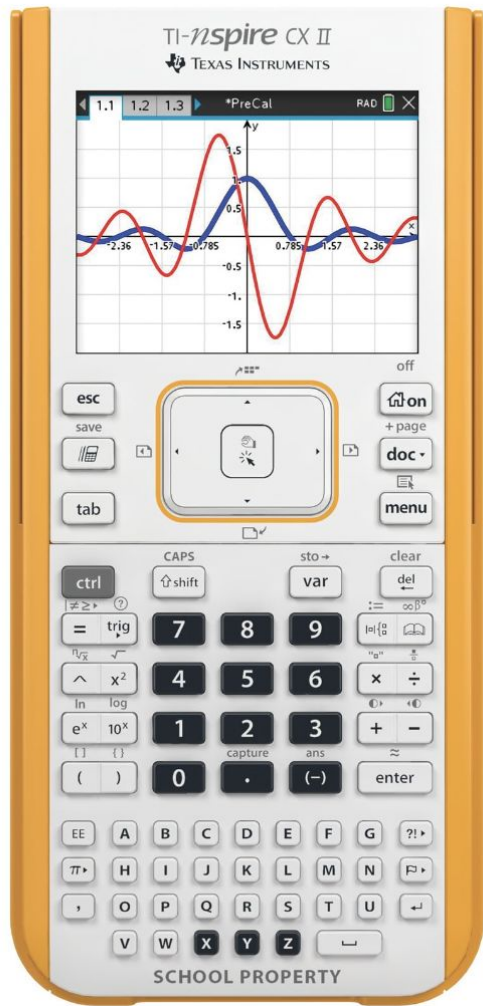 TI-nspire CX II
TEXAS INSTRUMENTS
1.1 1.2 1.3 *PreCal RAD
y
1.5
1.
0.5
x
-2.36 -1.57 -0.785 0.785 1.57 2.36
-0.5
-1.
-1.5
off
esc on
save +page
doc
tab menu
CAPS sto→ clear
ctrl ⇧shift var del
|≠≥▸ ? := ∞β°
= trig 7 8 9 |□|{□
ⁿ√x √ "□"
^ x² 4 5 6 × ÷
ln log
eˣ 10ˣ 1 2 3 + −
[ ] { } capture ans ≈
( ) 0 . (−) enter
EE A B C D E F G ?!▸
π▸ H I J K L M N
, O P Q R S T U ↵
V W X Y Z
SCHOOL PROPERTY